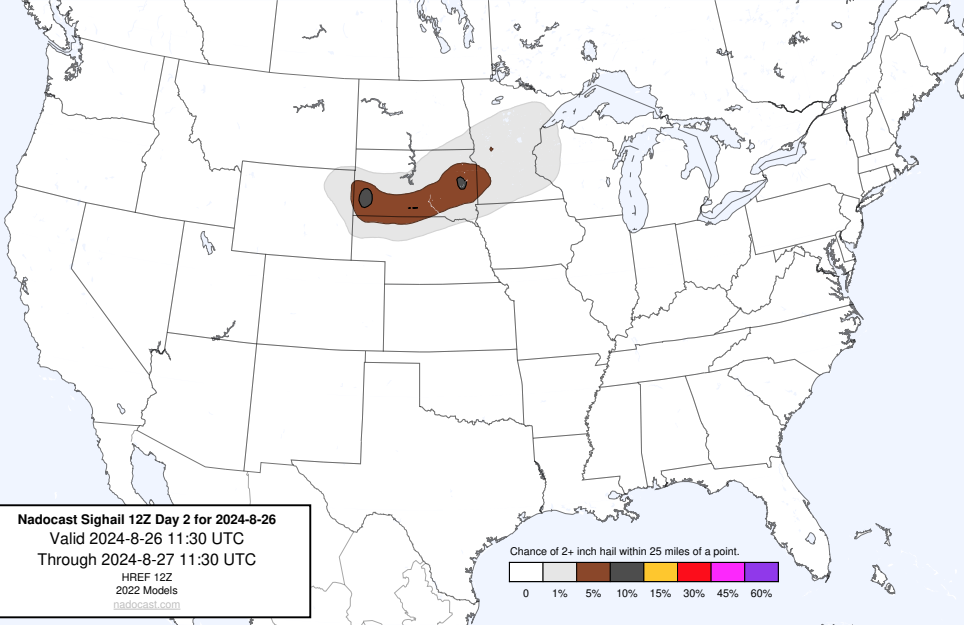 Nadocast Sighail 12Z Day 2 for 2024-8-26
Valid 2024-8-26 11:30 UTC
Through 2024-8-27 11:30 UTC
HREF 12Z
2022 Models
nadocast.com
Chance of 2+ inch hail within 25 miles of a point.
0 1% 5% 10% 15% 30% 45% 60%